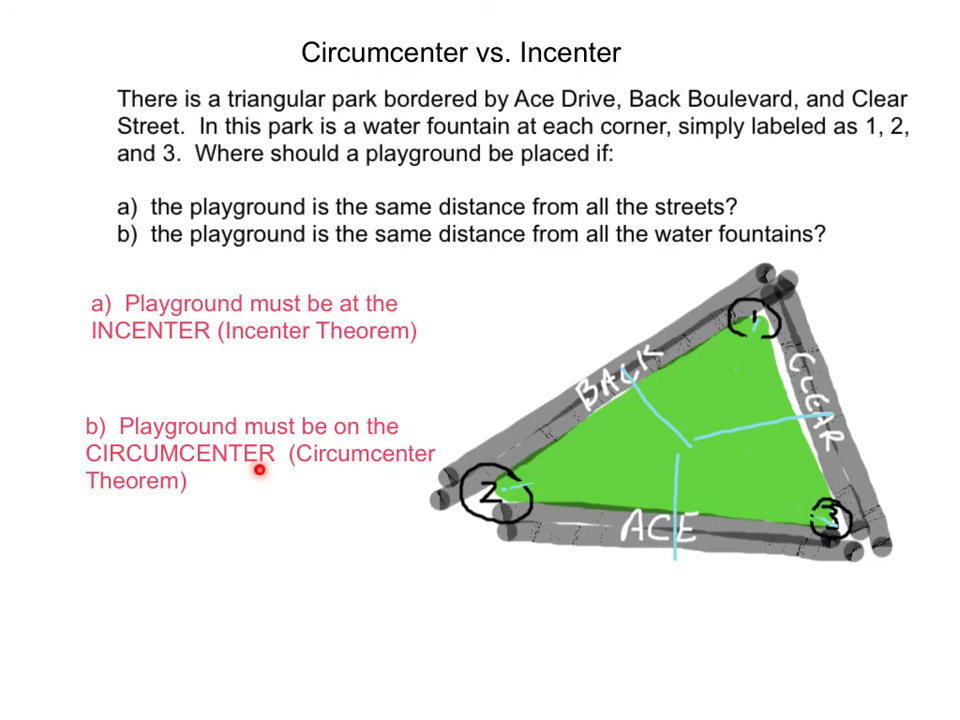 Circumcenter vs. Incenter
There is a triangular park bordered by Ace Drive, Back Boulevard, and Clear
Street. In this park is a water fountain at each corner, simply labeled as 1, 2,
and 3. Where should a playground be placed if:
a) the playground is the same distance from all the streets?
b) the playground is the same distance from all the water fountains?
a) Playground must be at the
INCENTER (Incenter Theorem)
b) Playground must be on the
CIRCUMCENTER (Circumcenter
Theorem)
1
BACK
CLEAR
2
ACE
3